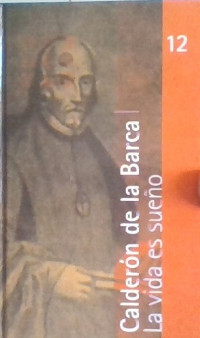 12
Calderón de la Barca
La vida es sueño